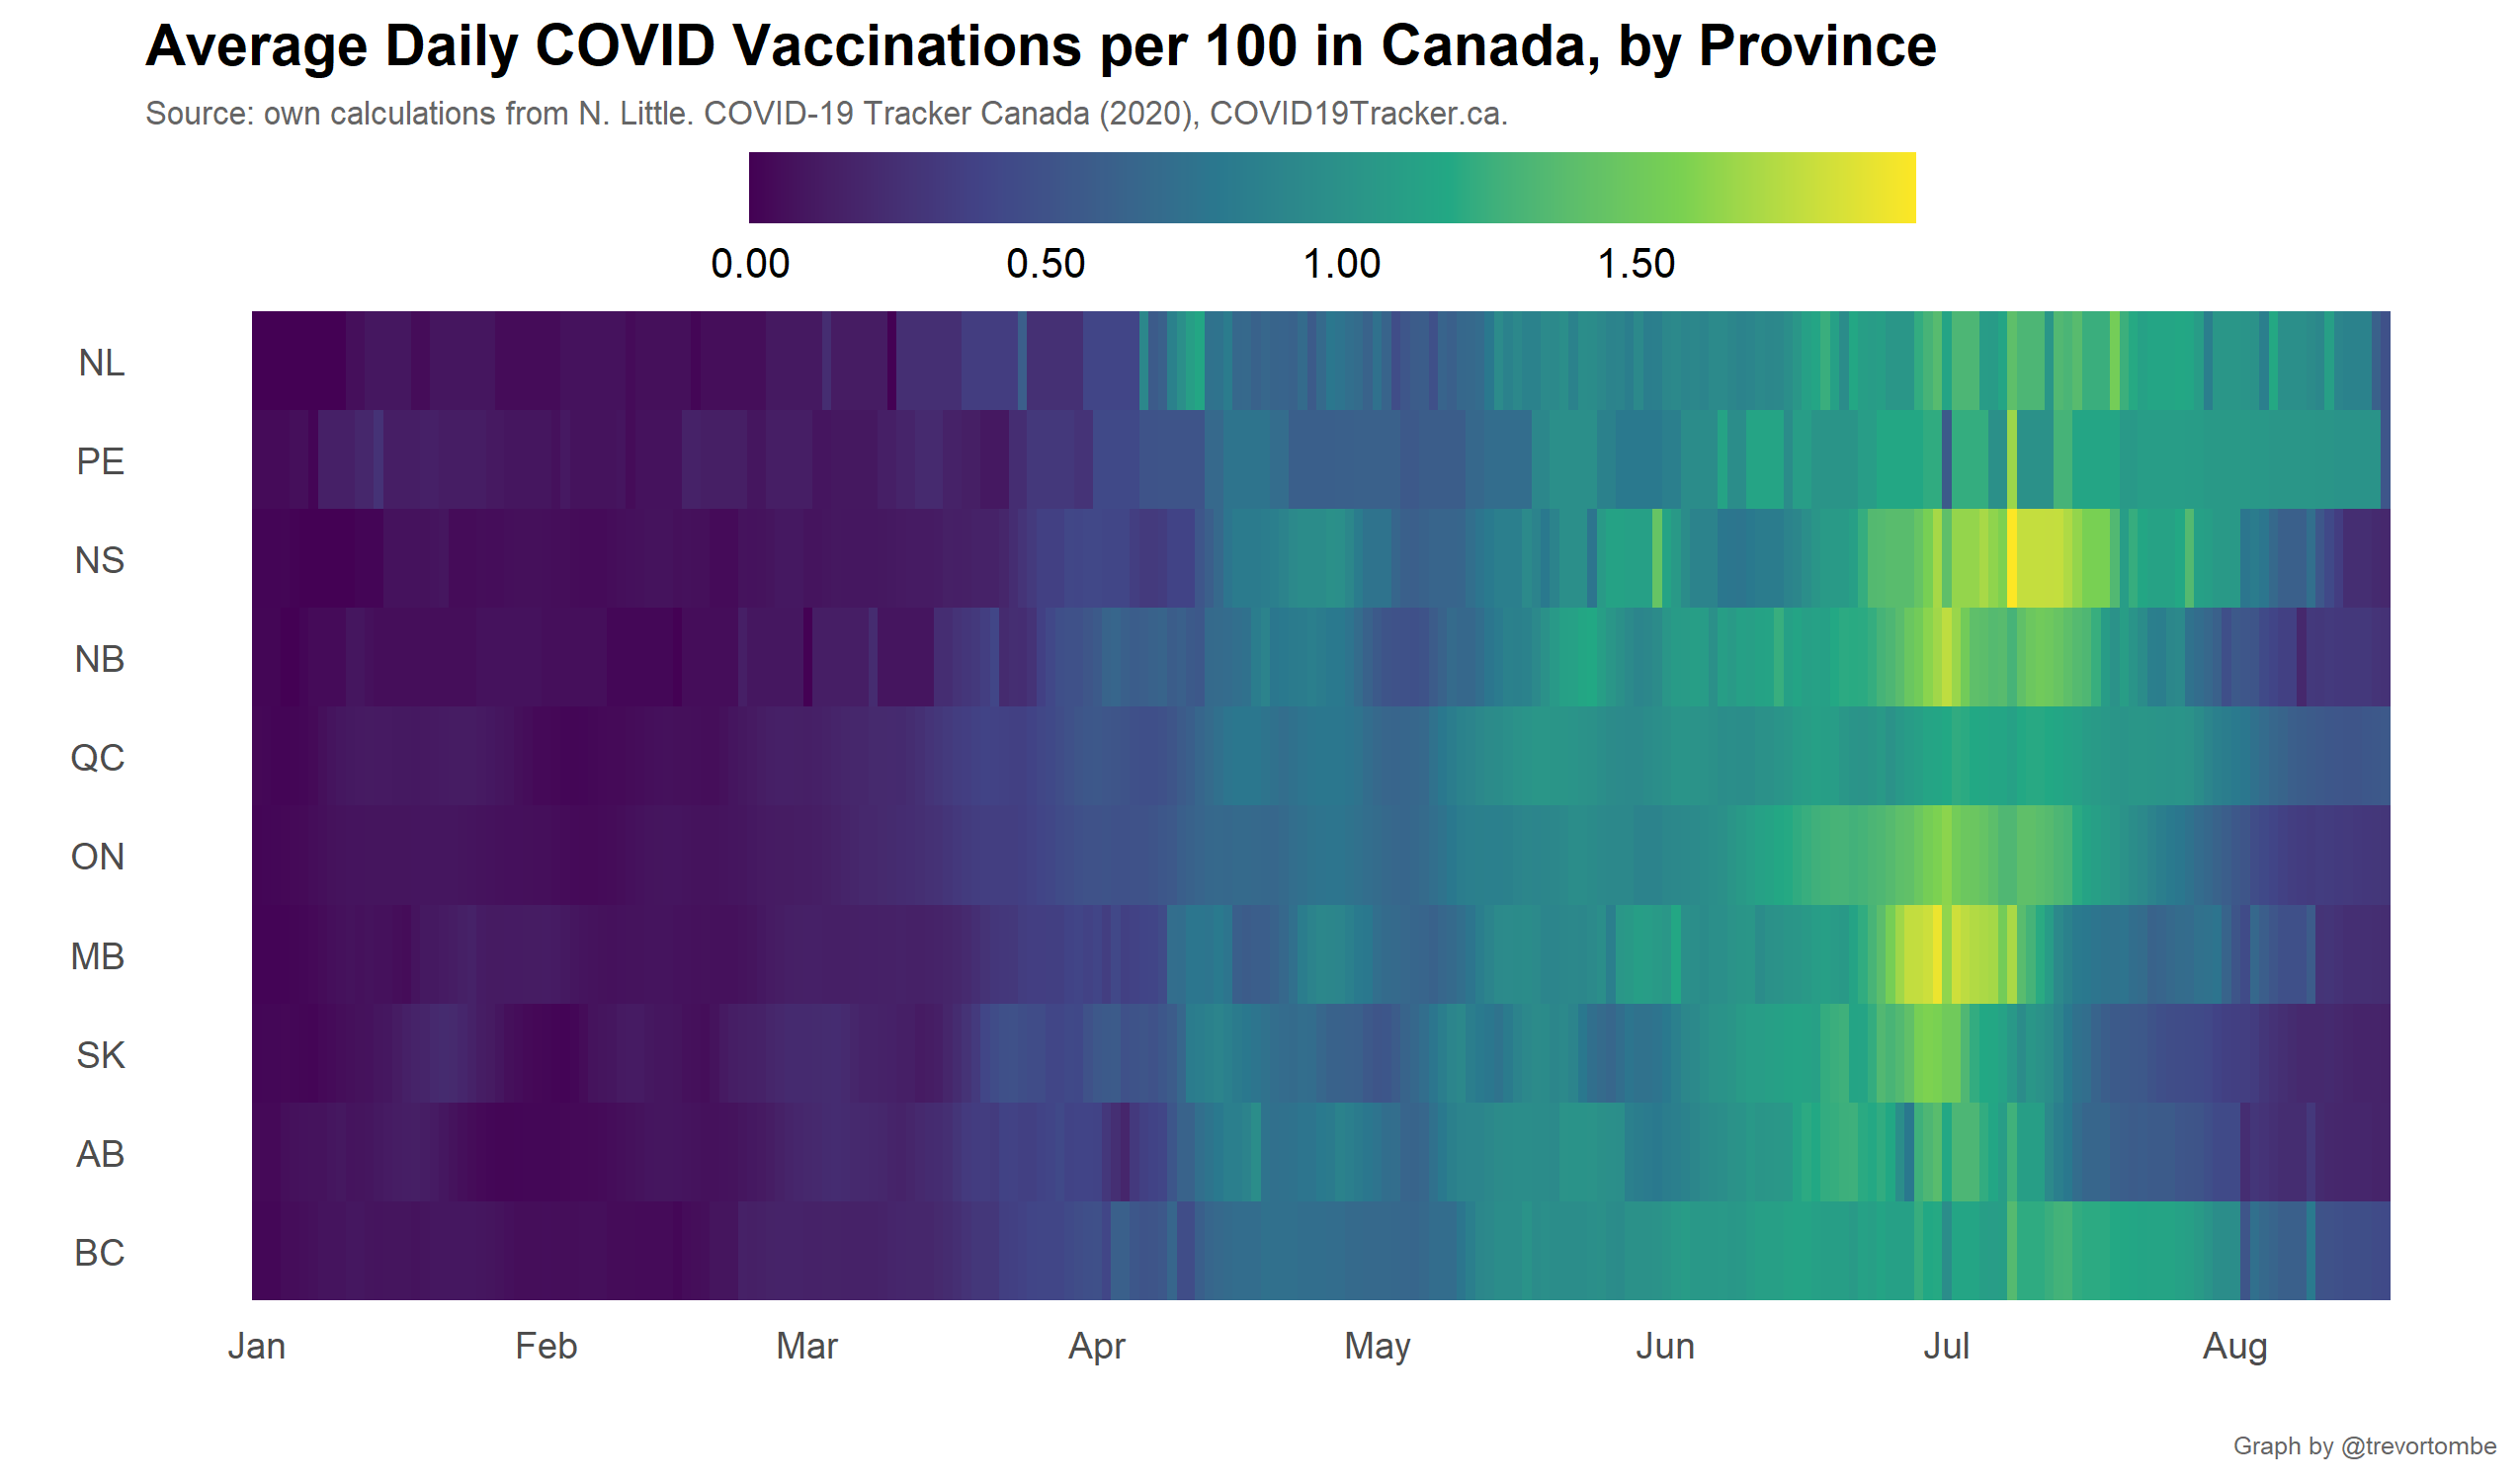 Average Daily COVID Vaccinations per 100 in Canada, by Province
Source: own calculations from N. Little. COVID-19 Tracker Canada (2020), COVID19Tracker.ca.
0.00 0.50 1.00 1.50
NL
PE
NS
NB
QC
ON
MB
SK
AB
BC
Jan Feb Mar Apr May Jun Jul Aug
Graph by @trevortombe